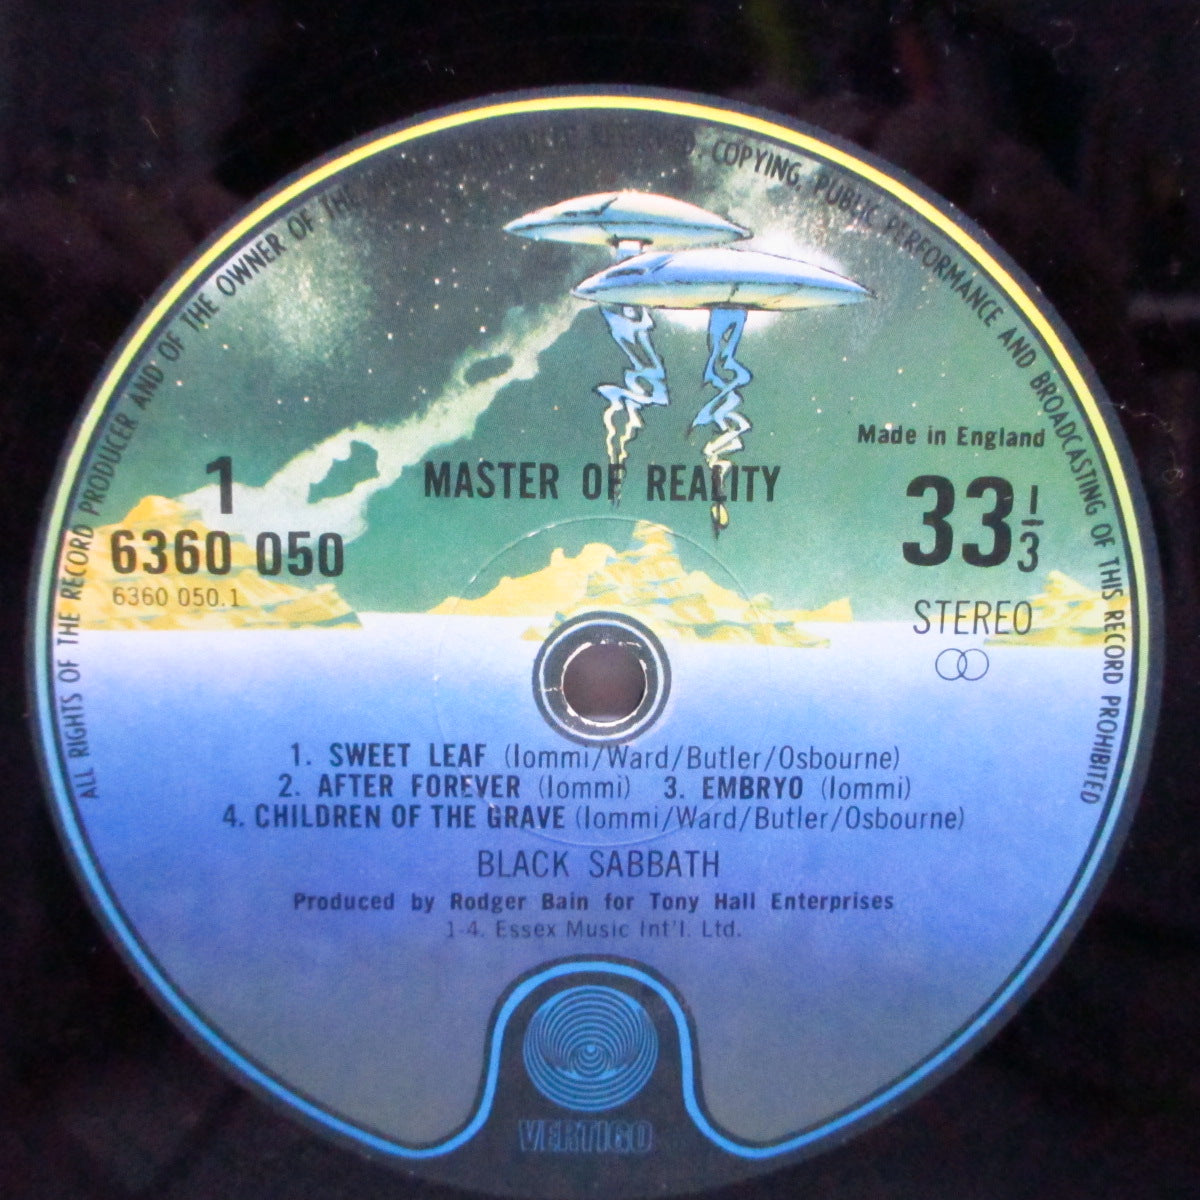 ALL RIGHTS OF THE RECORD PRODUCER AND OF THE OWNER OF THE RESERVED. COPYING, PUBLIC PERFORMANCE AND BROADCASTING OF THIS RECORD PROHIBITED
Made in England
1
MASTER OF REALITY
33 1/3
6360 050
6360 050.1
STEREO
1. SWEET LEAF (Iommi/Ward/Butler/Osbourne)
2. AFTER FOREVER (Iommi) 3. EMBRYO (Iommi)
4. CHILDREN OF THE GRAVE (Iommi/Ward/Butler/Osbourne)
BLACK SABBATH
Produced by Rodger Bain for Tony Hall Enterprises
1-4. Essex Music Int'l. Ltd.
VERTIGO